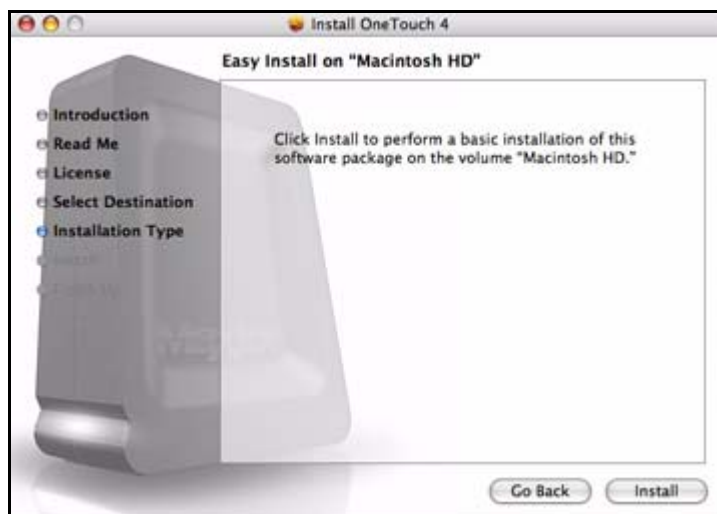 Install OneTouch 4
Easy Install on "Macintosh HD"
Introduction
Read Me
License
Select Destination
Installation Type
Click Install to perform a basic installation of this
software package on the volume "Macintosh HD."
Go Back
Install